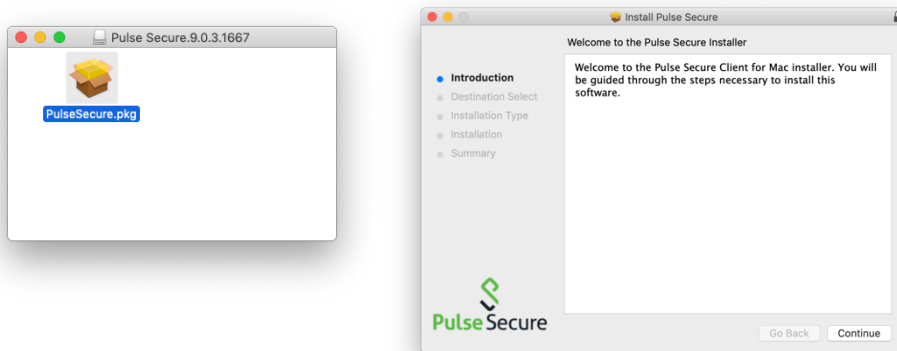 Pulse Secure.9.0.3.1667
PulseSecure.pkg
Install Pulse Secure
Welcome to the Pulse Secure Installer
Introduction
Destination Select
Installation Type
Installation
Summary
Welcome to the Pulse Secure Client for Mac installer. You will
be guided through the steps necessary to install this
software.
Pulse Secure
Go Back
Continue